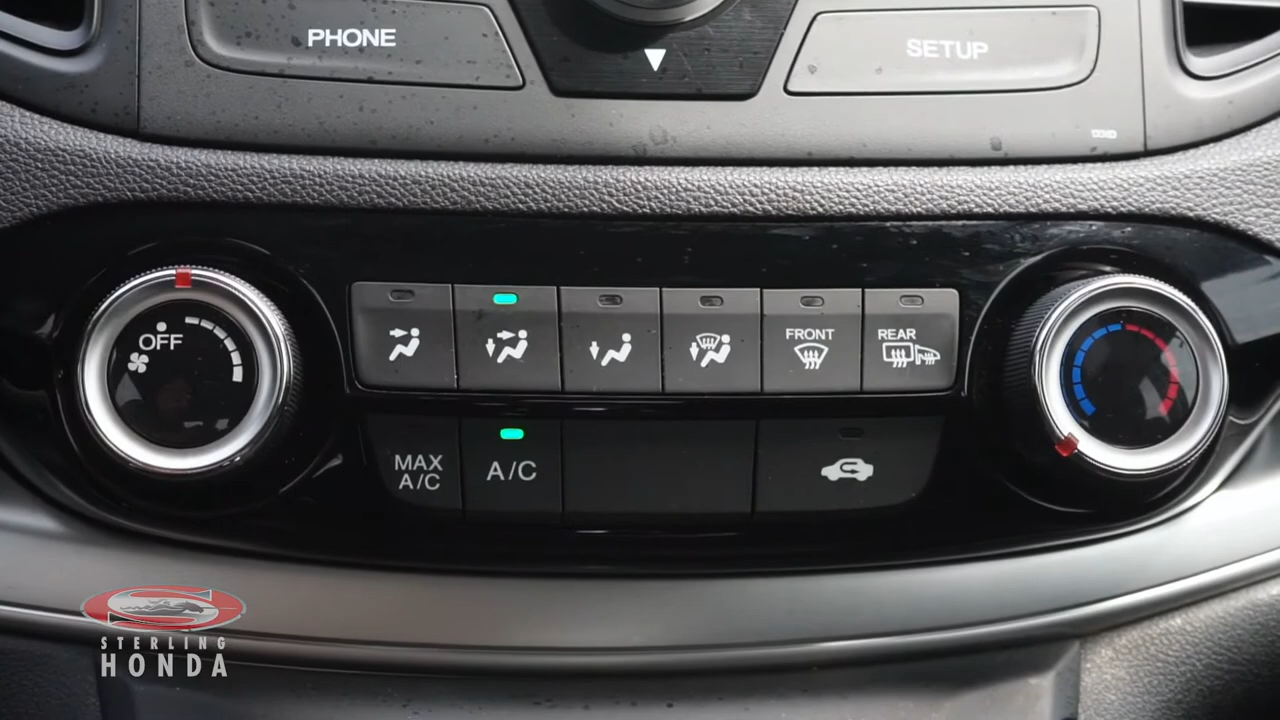 PHONE
SETUP
OFF
FRONT
REAR
MAX
A/C
A/C
STERLING
HONDA